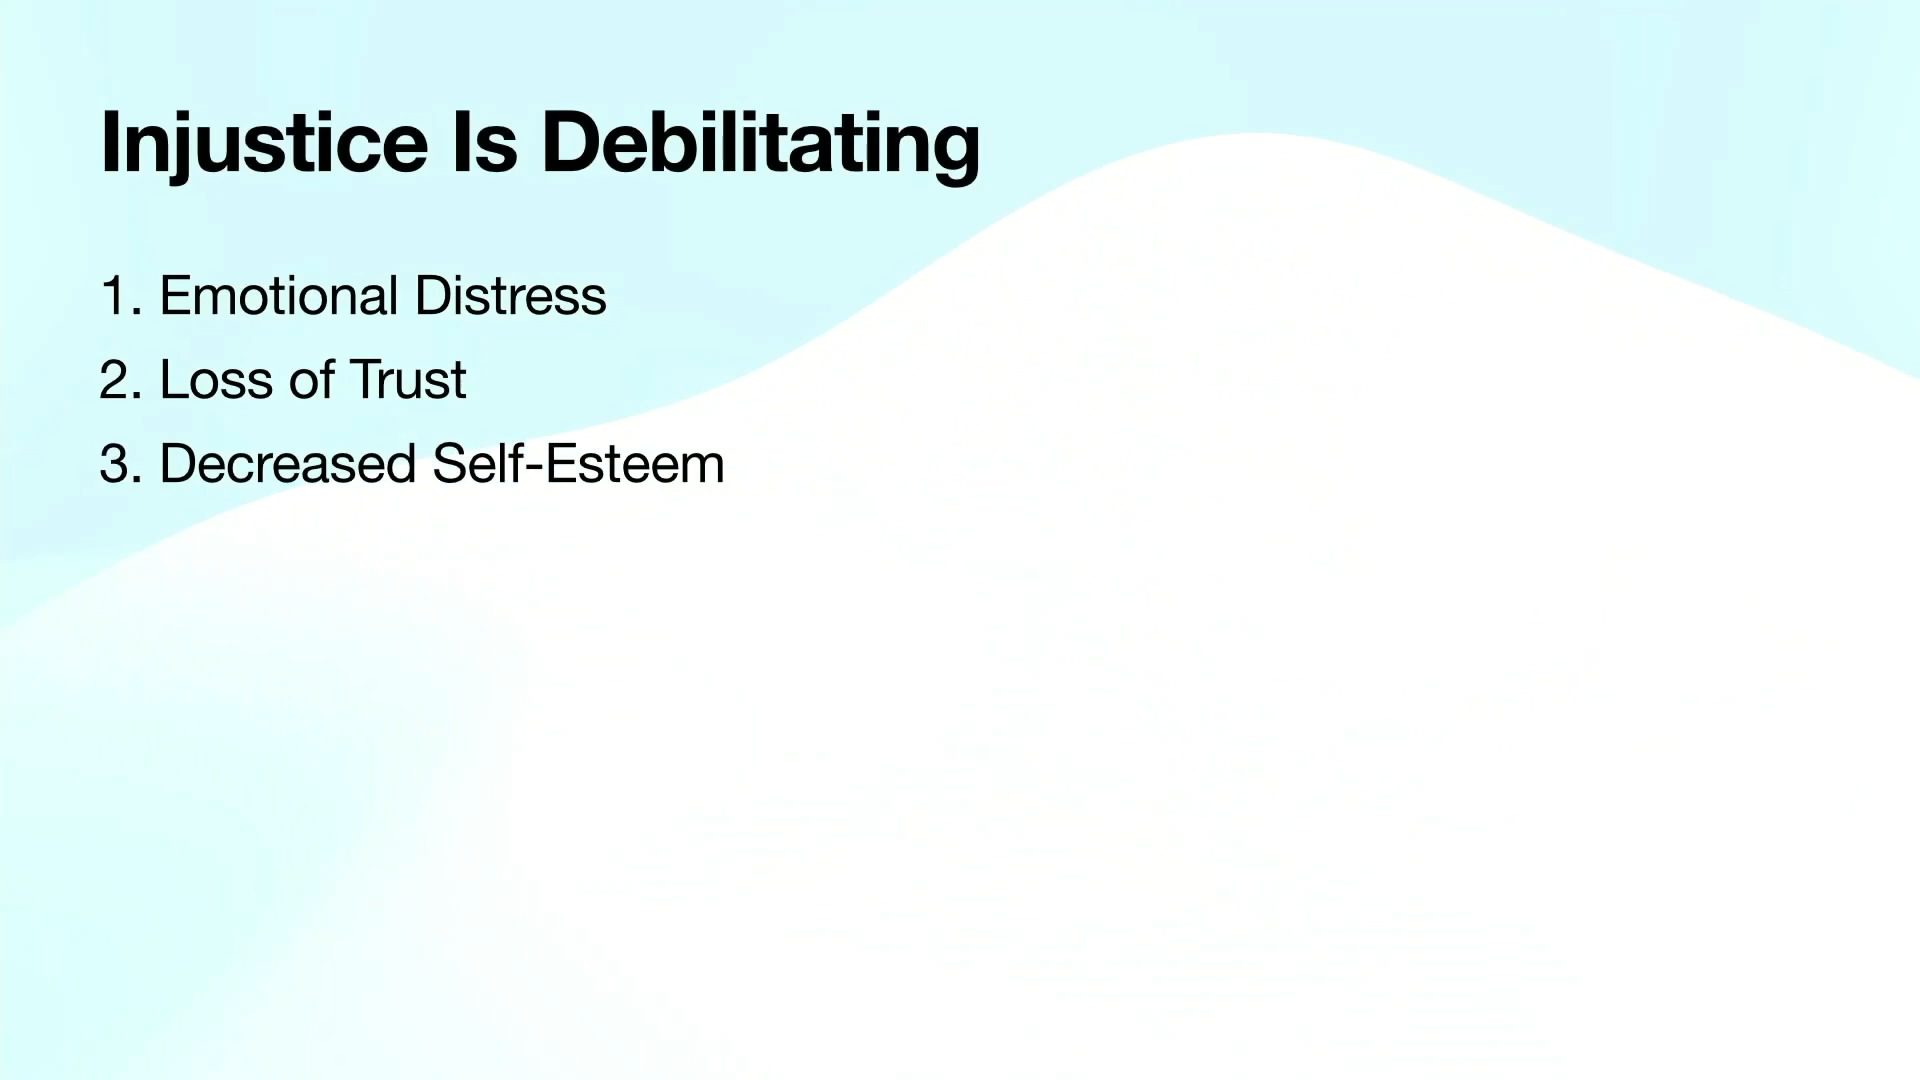 Injustice Is Debilitating
1. Emotional Distress
2. Loss of Trust
3. Decreased Self-Esteem